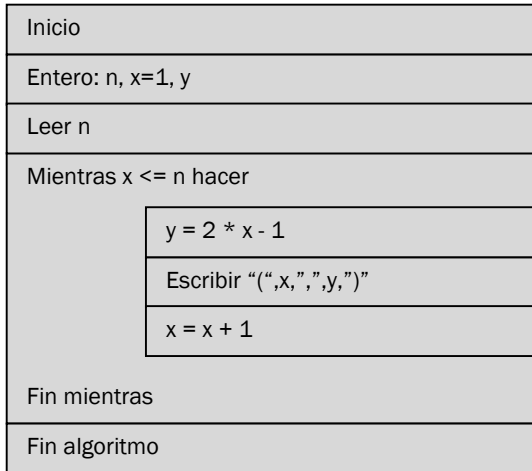 Inicio
Entero: n, x=1, y
Leer n
Mientras x <= n hacer
y = 2 * x - 1
Escribir “(“,x,”,”,y,”)”
x = x + 1
Fin mientras
Fin algoritmo